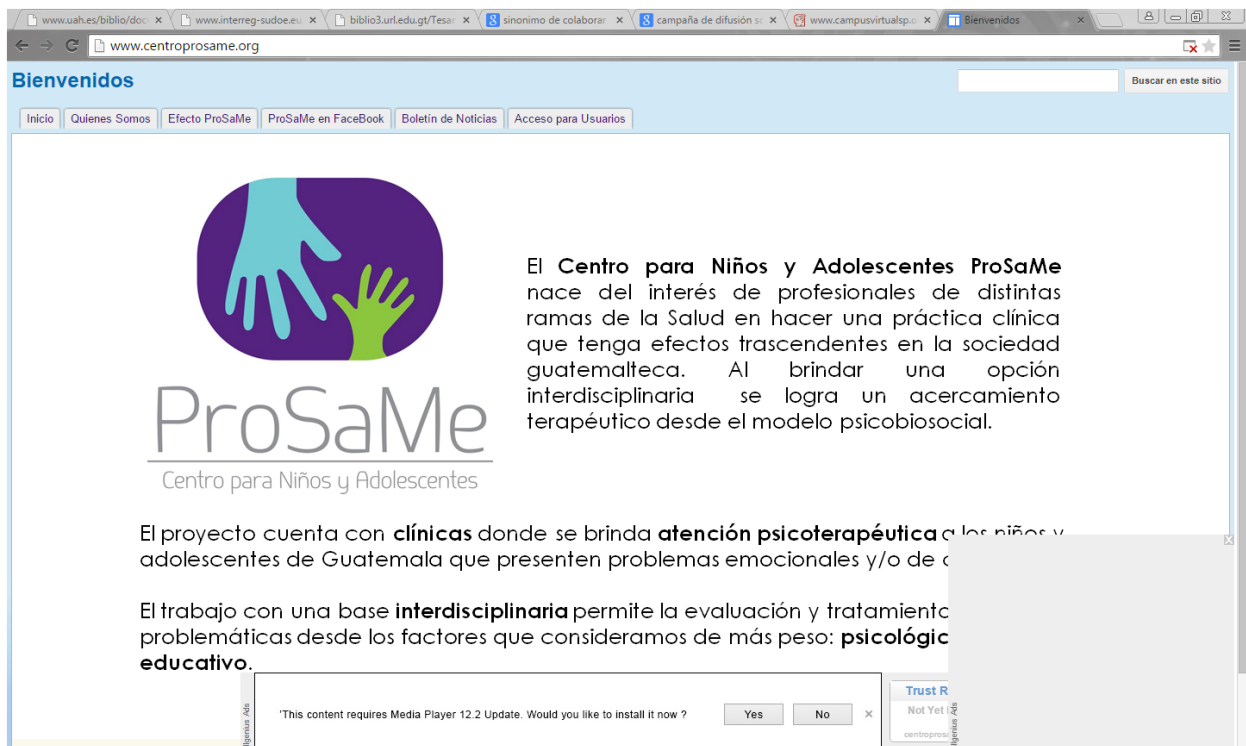 www.uah.es/biblio/doc
www.interreg-sudoe.eu
biblio3.url.edu.gt/Tesar
sinonimo de colaborar
campaña de difusión sc
www.campusvirtualsp.o
Bienvenidos
www.centroprosame.org
Bienvenidos
Buscar en este sitio
Inicio
Quienes Somos
Efecto ProSaMe
ProSaMe en FaceBook
Boletín de Noticias
Acceso para Usuarios
El Centro para Niños y Adolescentes ProSaMe
nace del interés de profesionales de distintas
ramas de la Salud en hacer una práctica clínica
que tenga efectos trascendentes en la sociedad
guatemalteca. Al brindar una opción
interdisciplinaria se logra un acercamiento
terapéutico desde el modelo psicobiosocial.
ProSaMe
Centro para Niños y Adolescentes
El proyecto cuenta con clínicas donde se brinda atención psicoterapéutica a los niños y
adolescentes de Guatemala que presenten problemas emocionales y/o de
El trabajo con una base interdisciplinaria permite la evaluación y tratamiento
problemáticas desde los factores que consideramos de más peso: psicológic
educativo.
'This content requires Media Player 12.2 Update. Would you like to install it now ?
Yes
No
lligenius Ads
Trust R
Not Yet
centropros
lligenius Ads